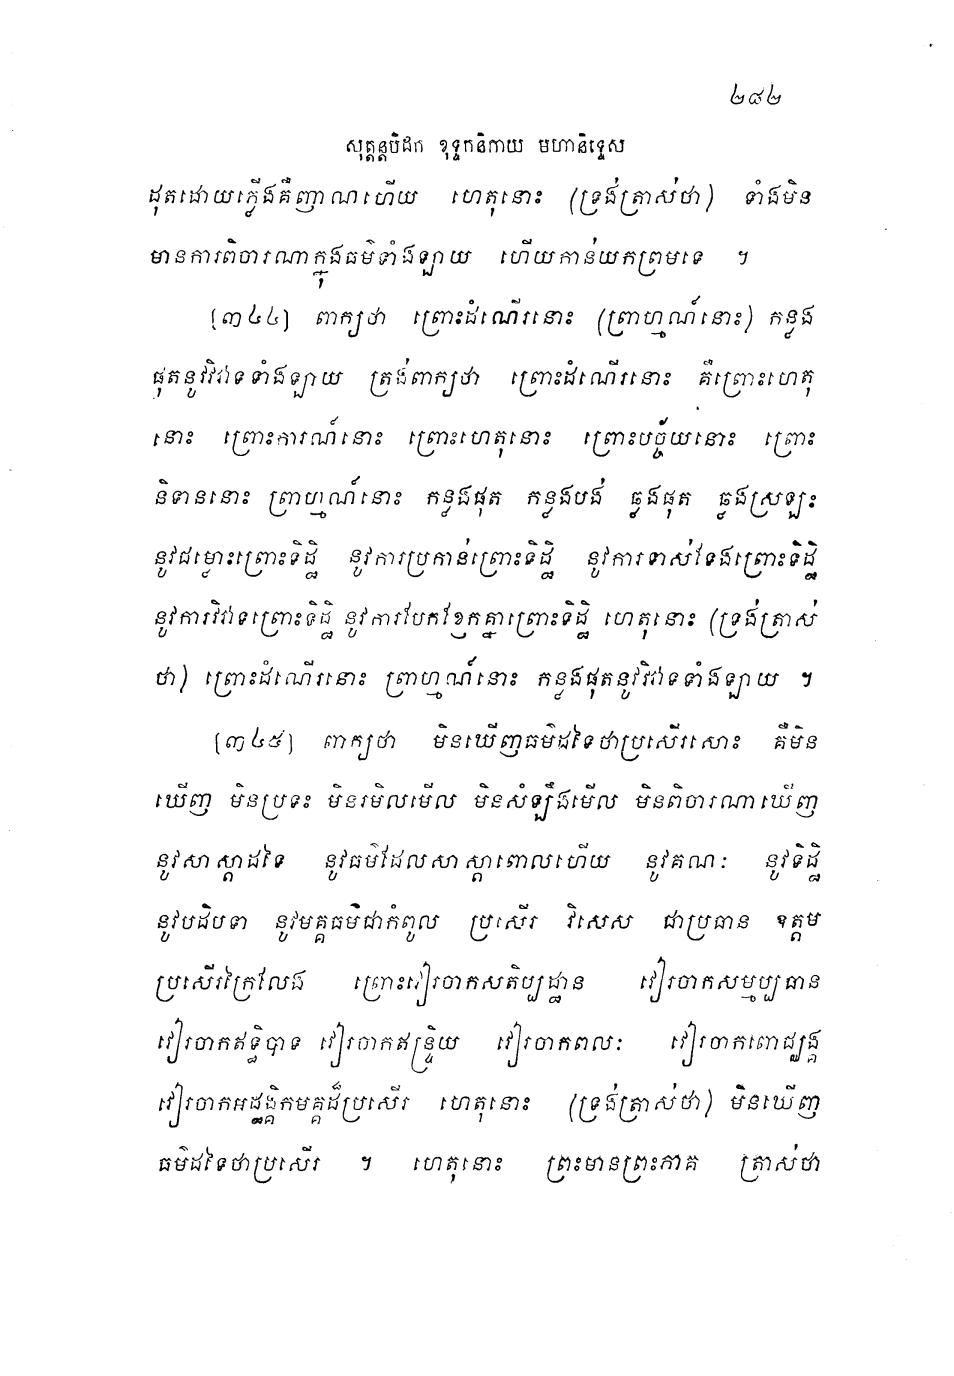 ២៨២
សុត្តន្តបិដក ខុទ្ទកនិកាយ មហានិទ្ទេស
ដុតដោយភ្លើងគឺញាណហើយ ហេតុនោះ (ទ្រង់ត្រាស់ថា) ទាំងមិន
មានការពិចារណាក្នុងធម៌ទាំងឡាយ ហើយកាន់យកព្រមទេ ។
[៣៤៤] ពាក្យថា ព្រោះដំណើរនោះ (ព្រាហ្មណ៍នោះ) កន្លង
ផុតនូវវិវាទទាំងឡាយ ត្រង់ពាក្យថា ព្រោះដំណើរនោះ គឺព្រោះហេតុ
នោះ ព្រោះការណ៍នោះ ព្រោះហេតុនោះ ព្រោះបច្ច័យនោះ ព្រោះ
និទាននោះ ព្រាហ្មណ៍នោះ កន្លងផុត កន្លងបង់ ឆ្លងផុត ឆ្លងស្រឡះ
នូវជម្លោះព្រោះទិដ្ឋិ នូវការប្រកាន់ព្រោះទិដ្ឋិ នូវការទាស់ទែងព្រោះទិដ្ឋិ
នូវការវិវាទព្រោះទិដ្ឋិ នូវការបែកខ្ញែកគ្នាព្រោះទិដ្ឋិ ហេតុនោះ (ទ្រង់ត្រាស់
ថា) ព្រោះដំណើរនោះ ព្រាហ្មណ៍នោះ កន្លងផុតនូវវិវាទទាំងឡាយ ។
[៣៤៥] ពាក្យថា មិនឃើញធម៌ដទៃថាប្រសើរសោះ គឺមិន
ឃើញ មិនប្រទះ មិនរមិលមើល មិនសំឡឹងមើល មិនពិចារណាឃើញ
នូវសាស្តាដទៃ នូវធម៌ដែលសាស្តាពោលហើយ នូវគណៈ នូវទិដ្ឋិ
នូវបដិបទា នូវមគ្គធម៌ជាកំពូល ប្រសើរ វិសេស ជាប្រធាន ឧត្តម
ប្រសើរក្រៃលែង ព្រោះវៀរចាកសតិប្បដ្ឋាន វៀរចាកសម្មប្បធាន
វៀរចាកឥទ្ធិបាទ វៀរចាកឥន្ទ្រិយ វៀរចាកពលៈ វៀរចាកពោជ្ឈង្គ
វៀរចាកអដ្ឋង្គិកមគ្គដ៏ប្រសើរ ហេតុនោះ (ទ្រង់ត្រាស់ថា) មិនឃើញ
ធម៌ដទៃថាប្រសើរ ។ ហេតុនោះ ព្រះមានព្រះភាគ ត្រាស់ថា